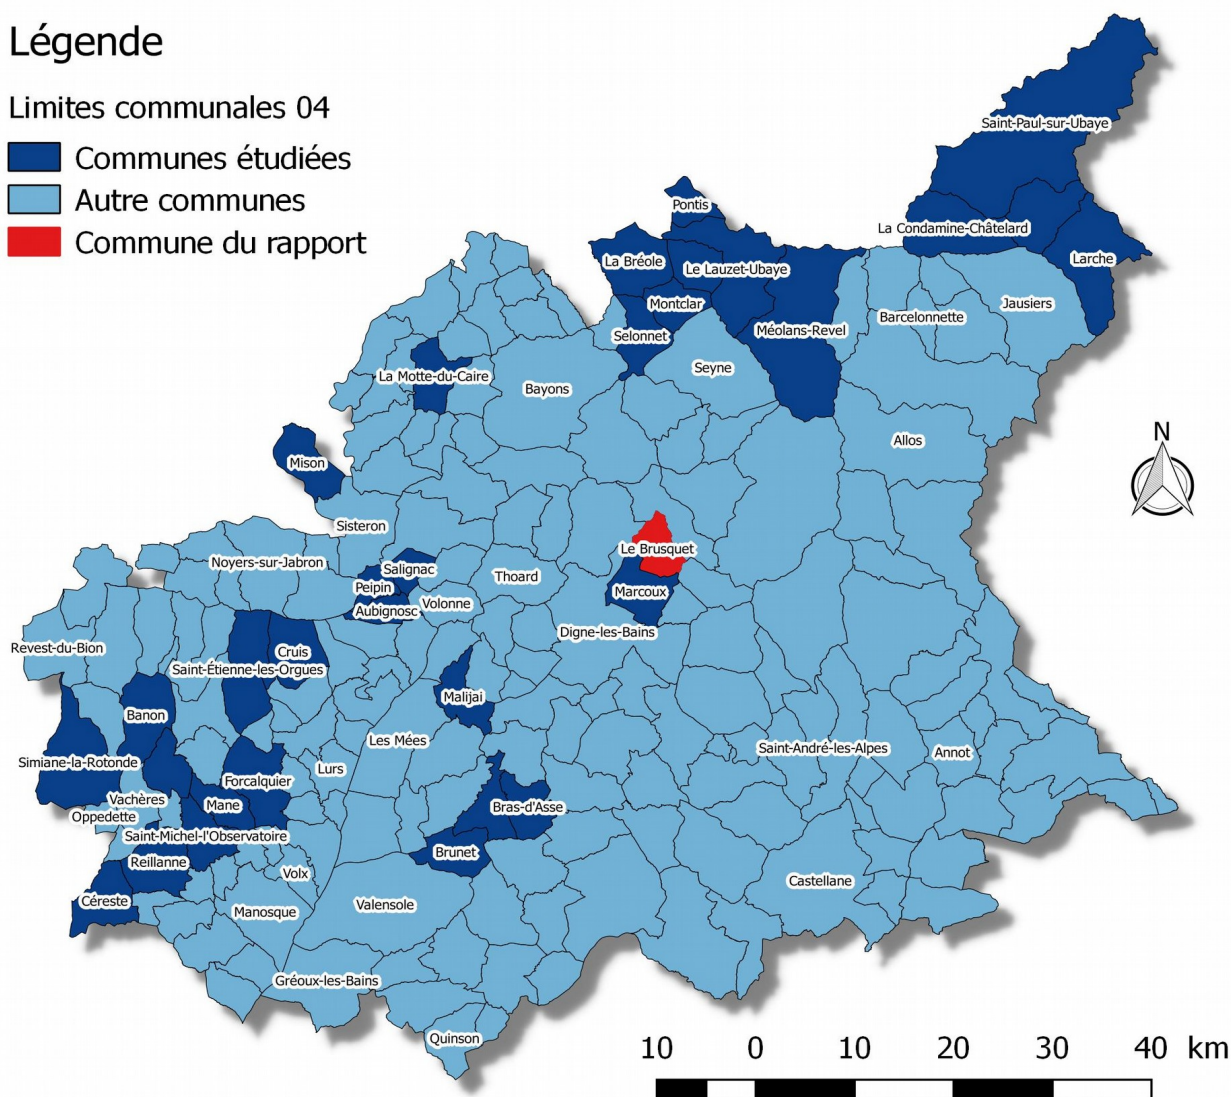 Légende
Limites communales 04
Communes étudiées
Autre communes
Commune du rapport
Saint-Paul-sur-Ubaye
Pontis
La Condamine-Châtelard
La Bréole
Le Lauzet-Ubaye
Larche
Montclar
Jausiers
Barcelonnette
Selonnet
Méolans-Revel
Seyne
La Motte-du-Caire
Bayons
Allos
N
Mison
Sisteron
Le Brusquet
Noyers-sur-Jabron
Salignac
Thoard
Peipin
Marcoux
Volonne
Aubignosc
Digne-les-Bains
Revest-du-Bion
Cruis
Saint-Étienne-les-Orgues
Malijai
Banon
Les Mées
Saint-André-les-Alpes
Annot
Simiane-la-Rotonde
Lurs
Forcalquier
Vachères
Mane
Bras-d'Asse
Oppedette
Saint-Michel-l'Observatoire
Brunet
Reillanne
Volx
Castellane
Céreste
Valensole
Manosque
Gréoux-les-Bains
Quinson
10 0 10 20 30 40 km